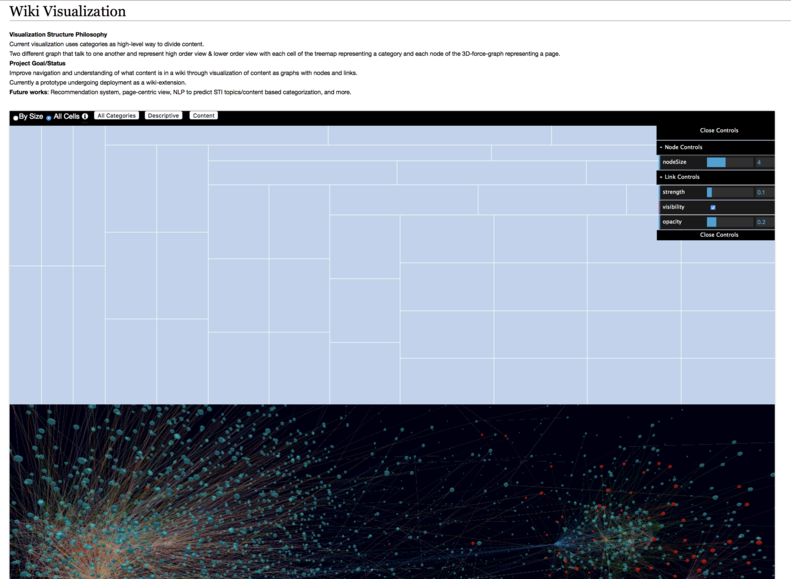 Wiki Visualization
Visualization Structure Philosophy
Current visualization uses categories as high-level way to divide content.
Two different graph that talk to one another and represent high order view & lower order view with each cell of the treemap representing a category and each node of the 3D-force-graph representing a page.
Project Goal/Status
Improve navigation and understanding of what content is in a wiki through visualization of content as graphs with nodes and links.
Currently a prototype undergoing deployment as a wiki-extension.
Future works: Recommendation system, page-centric view, NLP to predict STI topics/content based categorization, and more.
By Size All Cells i All Categories Descriptive Content
Close Controls
Node Controls
nodeSize 4
Link Controls
strength 0.1
visibility
opacity 0.2
Close Controls